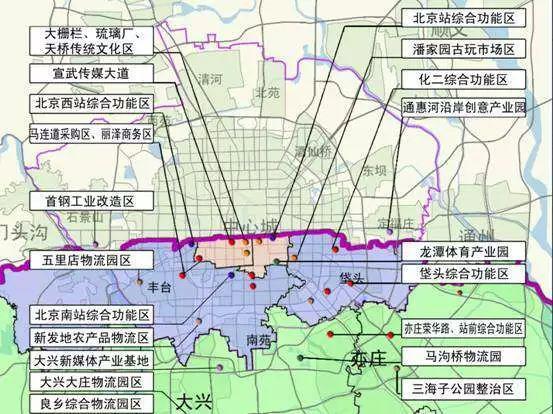 大栅栏、琉璃厂、
天桥传统文化区
宣武传媒大道
北京西站综合功能区
马连道采购区、丽泽商务区
首钢工业改造区
五里店物流园区
北京南站综合功能区
新发地农产品物流区
大兴新媒体产业基地
大兴大庄物流园区
良乡综合物流园区
北京站综合功能区
潘家园古玩市场区
化二综合功能区
通惠河沿岸创意产业园
龙潭体育产业园
垡头综合功能区
亦庄荣华路、站前综合功能区
马沟桥物流园
三海子公园整治区
顺义
清河
北苑
西苑
酒仙桥
东坝
石景山
定福庄
门头沟
中心城
通州
丰台
垡头
南苑
亦庄
大兴